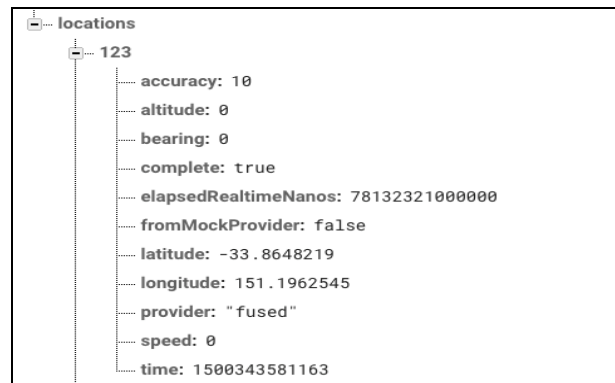 locations
123
accuracy: 10
altitude: 0
bearing: 0
complete: true
elapsedRealtimeNanos: 78132321000000
fromMockProvider: false
latitude: -33.8648219
longitude: 151.1962545
provider: "fused"
speed: 0
time: 1500343581163